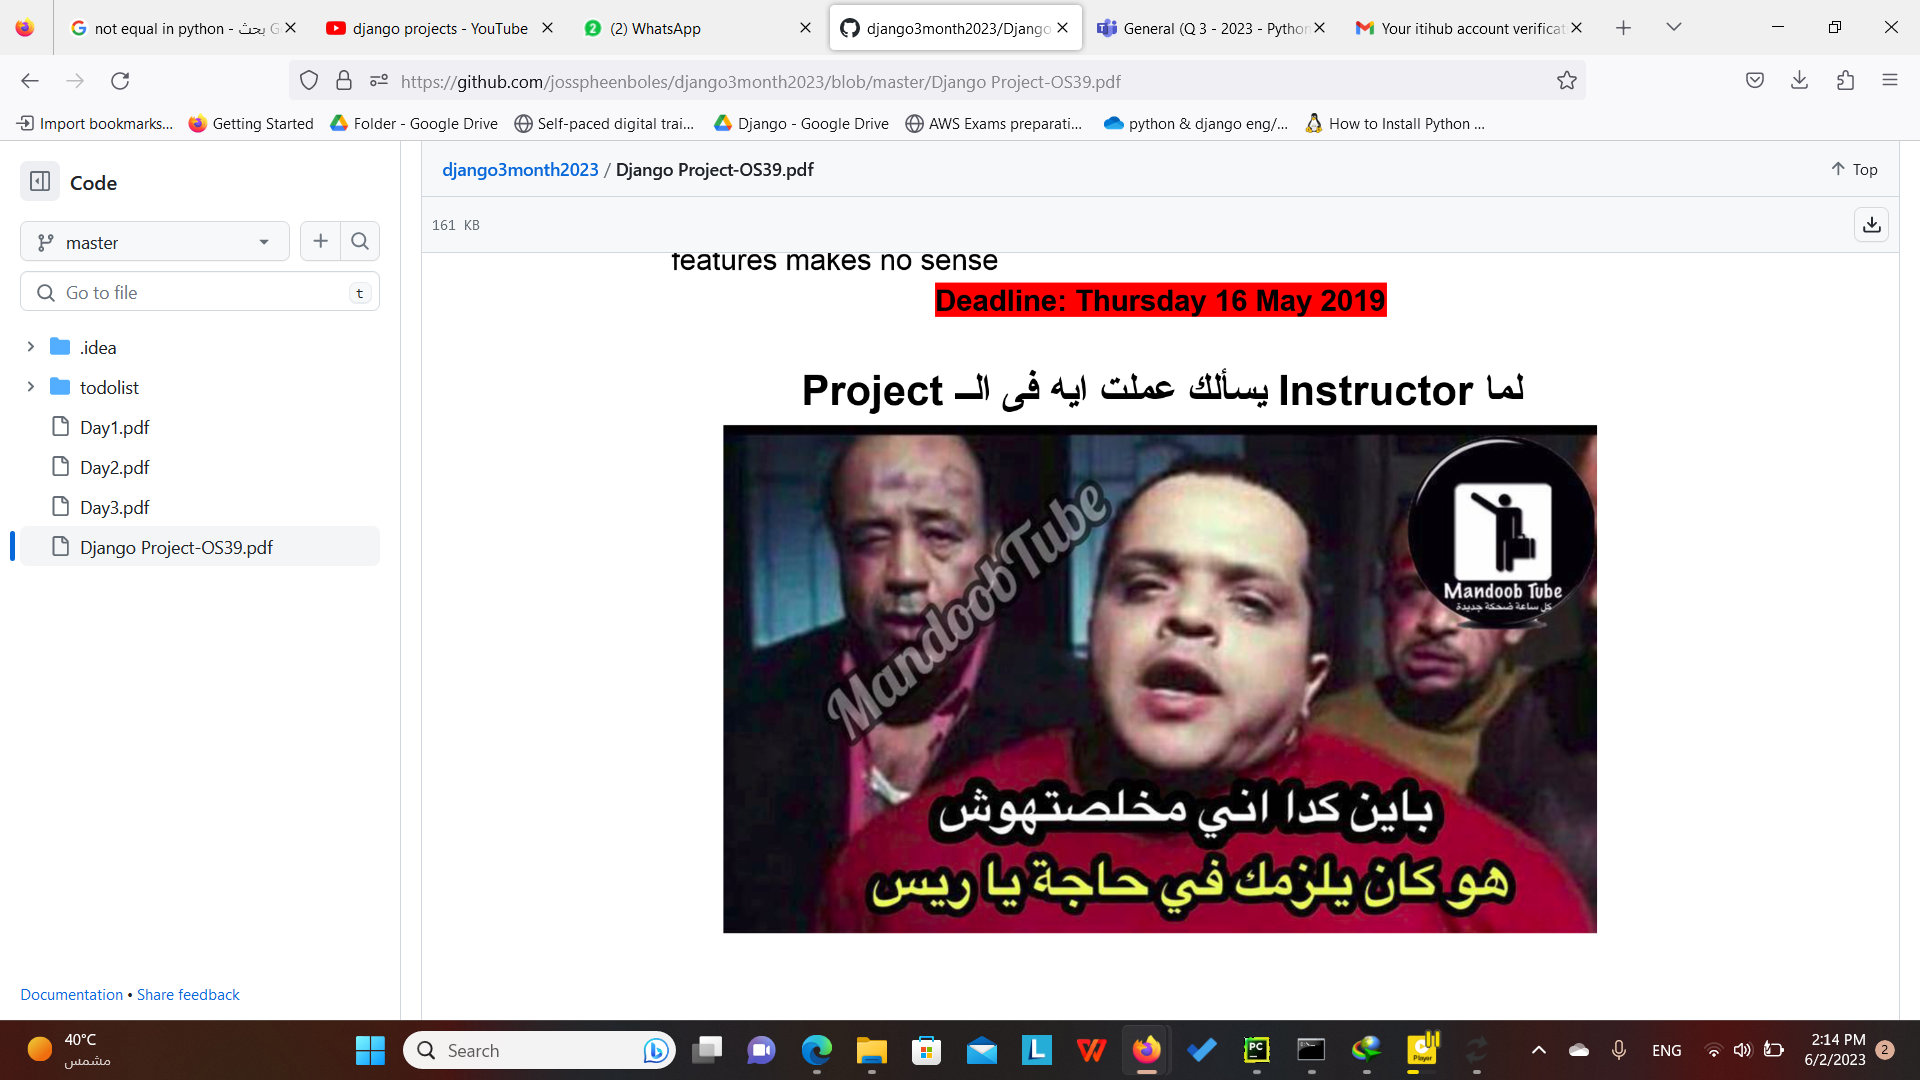 not equal in python - بحث G
django projects - YouTube
(2) WhatsApp
django3month2023/Django
General (Q 3 - 2023 - Python
Your itihub account verificat
https://github.com/josspheenboles/django3month2023/blob/master/Django Project-OS39.pdf
Import bookmarks...
Getting Started
Folder - Google Drive
Self-paced digital trai...
Django - Google Drive
AWS Exams preparati...
python & django eng/...
How to Install Python ...
Code
django3month2023 / Django Project-OS39.pdf
Top
161 KB
master
Go to file
t
.idea
todolist
Day1.pdf
Day2.pdf
Day3.pdf
Django Project-OS39.pdf
features makes no sense
Deadline: Thursday 16 May 2019
لما Instructor يسألك عملت ايه فى الــ Project
MandoobTube
Mandoob Tube
كل ساعة ضحكة جديدة
باين كدا اني مخلصتهوش
هو كان يلزمك في حاجة يا ريس
Documentation • Share feedback
40°C
مشمس
Search
ENG
2:14 PM
6/2/2023
2